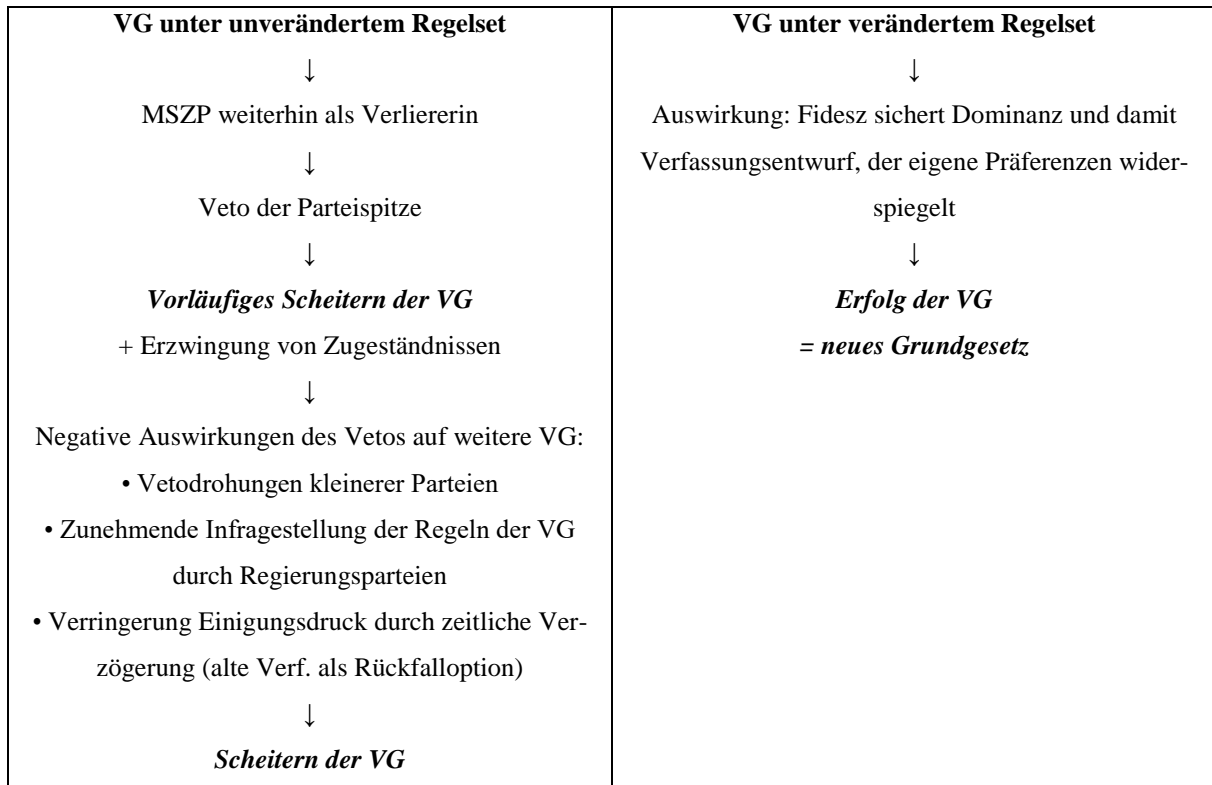 VG unter unverändertem Regelset
↓
MSZP weiterhin als Verliererin
↓
Veto der Parteispitze
↓
Vorläufiges Scheitern der VG
+ Erzwingung von Zugeständnissen
↓
Negative Auswirkungen des Vetos auf weitere VG:
• Vetodrohungen kleinerer Parteien
• Zunehmende Infragestellung der Regeln der VG
durch Regierungsparteien
• Verringerung Einigungsdruck durch zeitliche Ver-
zögerung (alte Verf. als Rückfalloption)
↓
Scheitern der VG
VG unter verändertem Regelset
↓
Auswirkung: Fidesz sichert Dominanz und damit
Verfassungsentwurf, der eigene Präferenzen wider-
spiegelt
↓
Erfolg der VG
= neues Grundgesetz